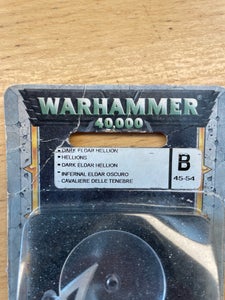 WARHAMMER
40,000
• DARK ELDAR HELLION
• HELLIONS
• DARK ELDAR HELLION
• INFERNAL ELDAR OSCURO
CAVALIERE DELLE TENEBRE
B
45-54